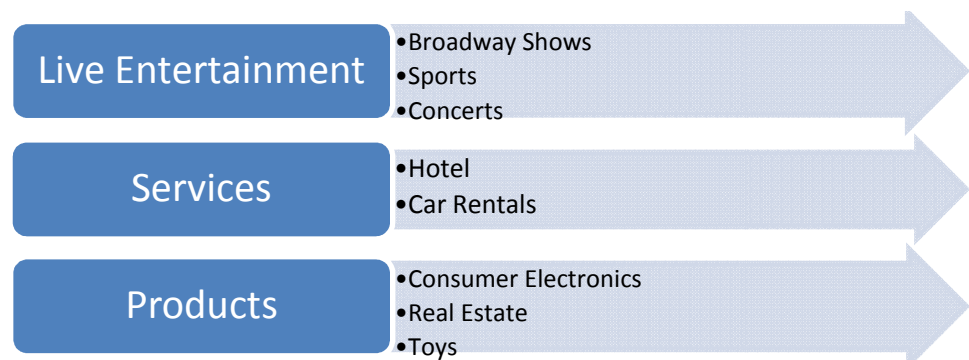 Live Entertainment
•Broadway Shows
•Sports
•Concerts
Services
•Hotel
•Car Rentals
Products
•Consumer Electronics
•Real Estate
•Toys